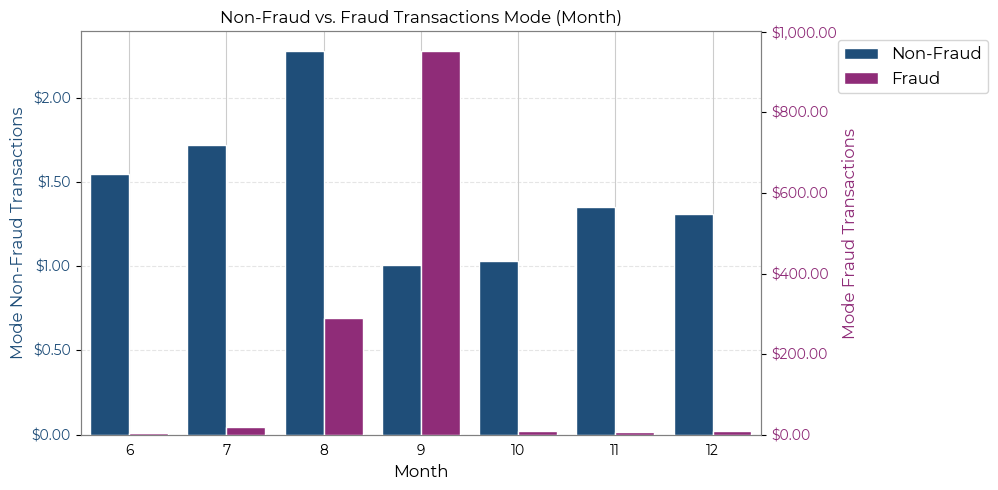 Non-Fraud vs. Fraud Transactions Mode (Month)
Non-Fraud
Fraud
Mode Non-Fraud Transactions
$2.00
$1.50
$1.00
$0.50
$0.00
$1,000.00
$800.00
$600.00
$400.00
$200.00
$0.00
Mode Fraud Transactions
6 7 8 9 10 11 12
Month